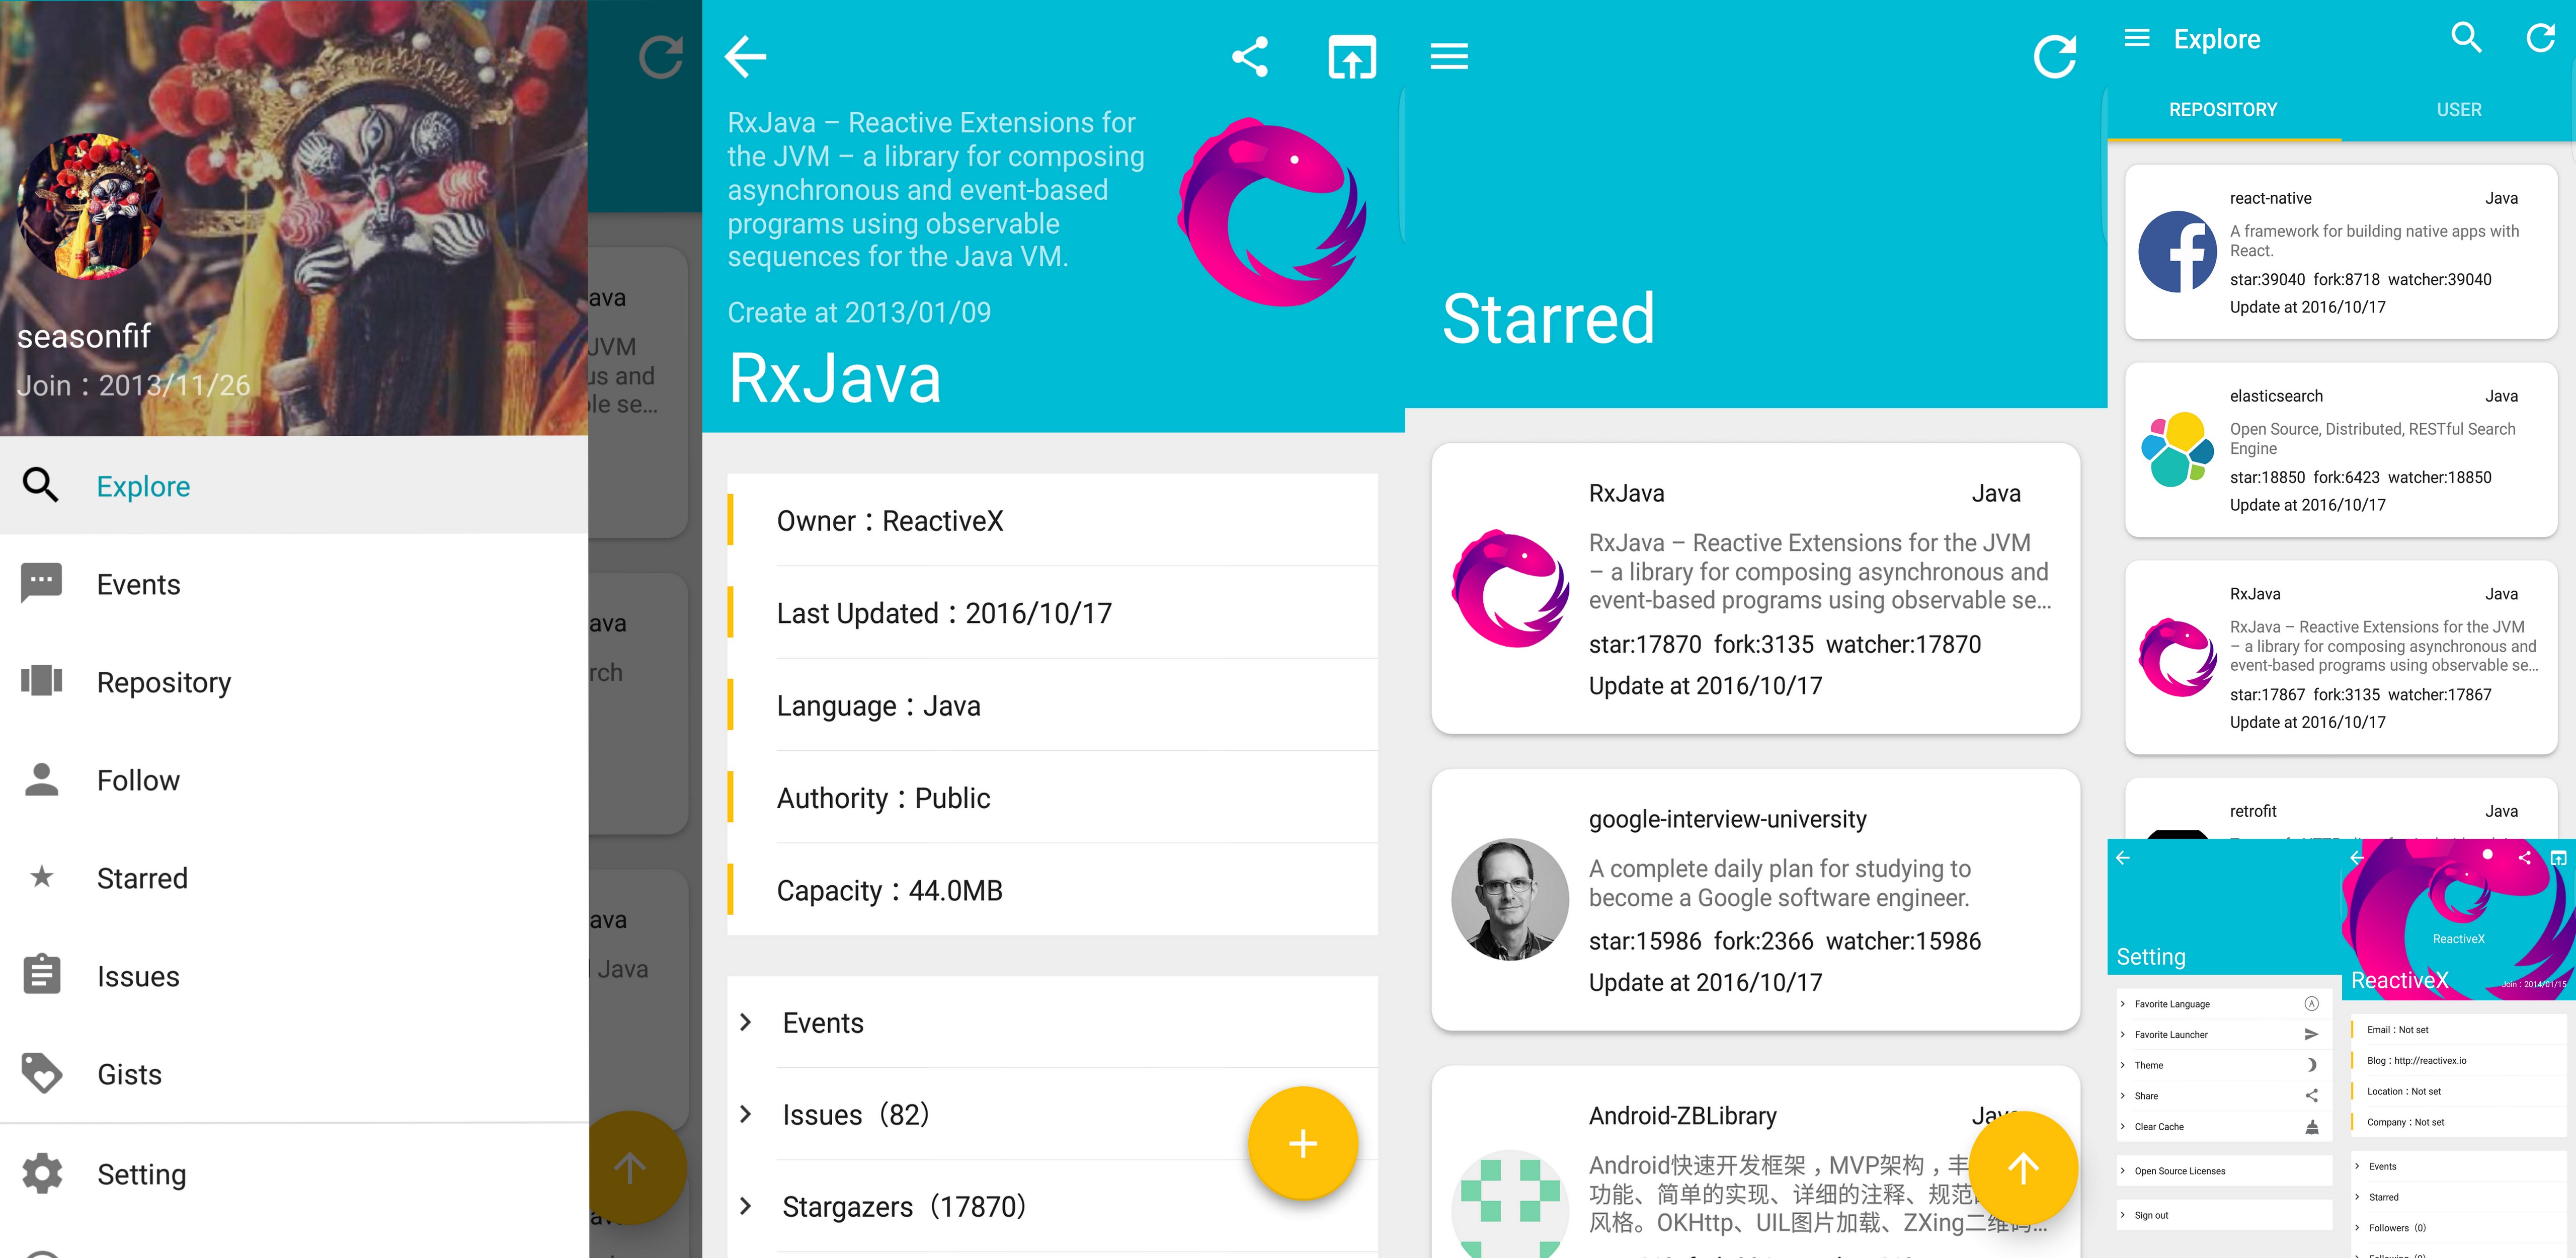 seasonfif
Join：2013/11/26
Explore
Events
Repository
Follow
Starred
Issues
Gists
Setting
ava
JVM
us and
le se...
ava
rch
ava
Java
RxJava – Reactive Extensions for
the JVM – a library for composing
asynchronous and event-based
programs using observable
sequences for the Java VM.
Create at 2013/01/09
RxJava
Owner：ReactiveX
Last Updated：2016/10/17
Language：Java
Authority：Public
Capacity：44.0MB
Events
Issues（82）
Stargazers（17870）
Starred
RxJava Java
RxJava – Reactive Extensions for the JVM
– a library for composing asynchronous and
event-based programs using observable se...
star:17870 fork:3135 watcher:17870
Update at 2016/10/17
google-interview-university
A complete daily plan for studying to
become a Google software engineer.
star:15986 fork:2366 watcher:15986
Update at 2016/10/17
Android-ZBLibrary Java
Android快速开发框架，MVP架构，丰
功能、简单的实现、详细的注释、规范
风格。OKHttp、UIL图片加载、ZXing二维码...
Explore
REPOSITORY USER
react-native Java
A framework for building native apps with
React.
star:39040 fork:8718 watcher:39040
Update at 2016/10/17
elasticsearch Java
Open Source, Distributed, RESTful Search
Engine
star:18850 fork:6423 watcher:18850
Update at 2016/10/17
RxJava Java
RxJava – Reactive Extensions for the JVM
– a library for composing asynchronous and
event-based programs using observable se...
star:17867 fork:3135 watcher:17867
Update at 2016/10/17
retrofit Java
Setting
Favorite Language
Favorite Launcher
Theme
Share
Clear Cache
Open Source Licenses
Sign out
ReactiveX
ReactiveX
Join：2014/01/15
Email：Not set
Blog：http://reactivex.io
Location：Not set
Company：Not set
Events
Starred
Followers（0）